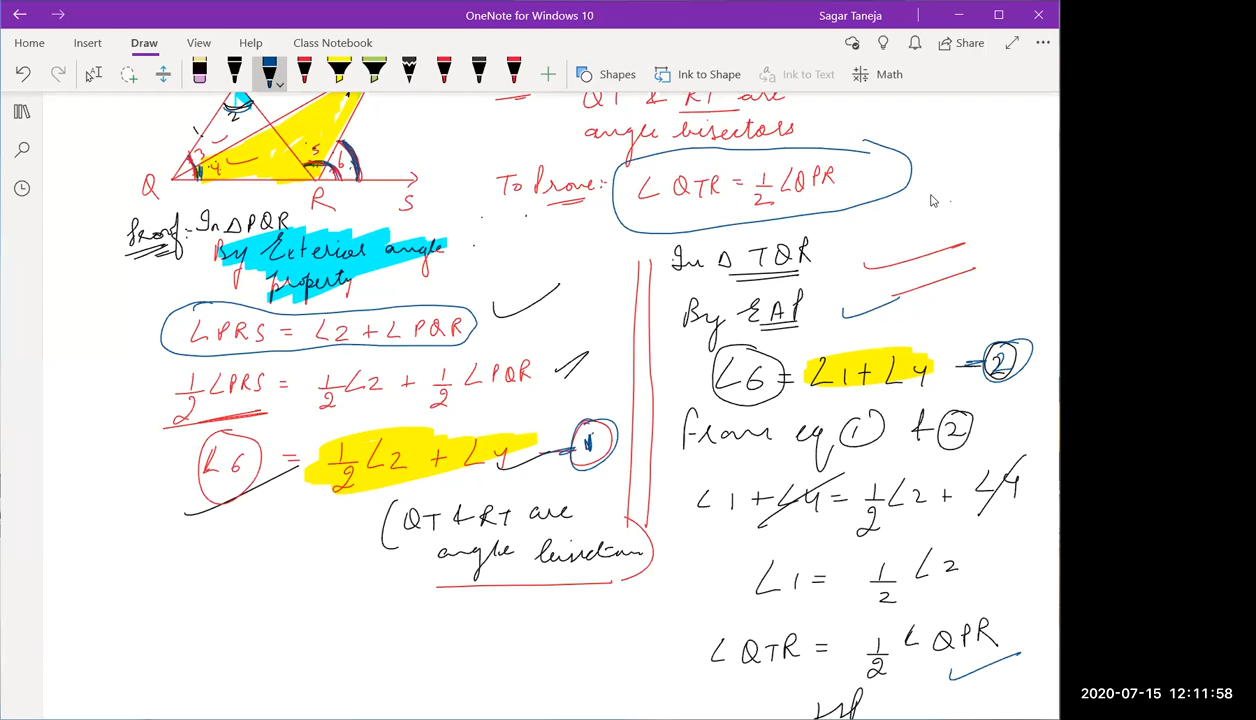 OneNote for Windows 10
Sagar Taneja
Home Insert Draw View Help Class Notebook
Share
Shapes Ink to Shape Ink to Text Math
QT & RT are
angle bisectors
2
3
4
5
6
Q
R
S
To Prove: ∠QTR = 1/2 ∠QPR
Proof:- In △PQR
By Exterior angle
property
∠PRS = ∠2 + ∠PQR
1/2 ∠PRS = 1/2 ∠2 + 1/2 ∠PQR
∠6 = 1/2 ∠2 + ∠4 — 1
(QT & RT are
angle bisectors
In △ TQR
By EAP
∠6 = ∠1 + ∠4 — 2
From eq 1 & 2
∠1 + ∠4 = 1/2 ∠2 + ∠4
∠1 = 1/2 ∠2
∠QTR = 1/2 ∠QPR
2020-07-15 12:11:58